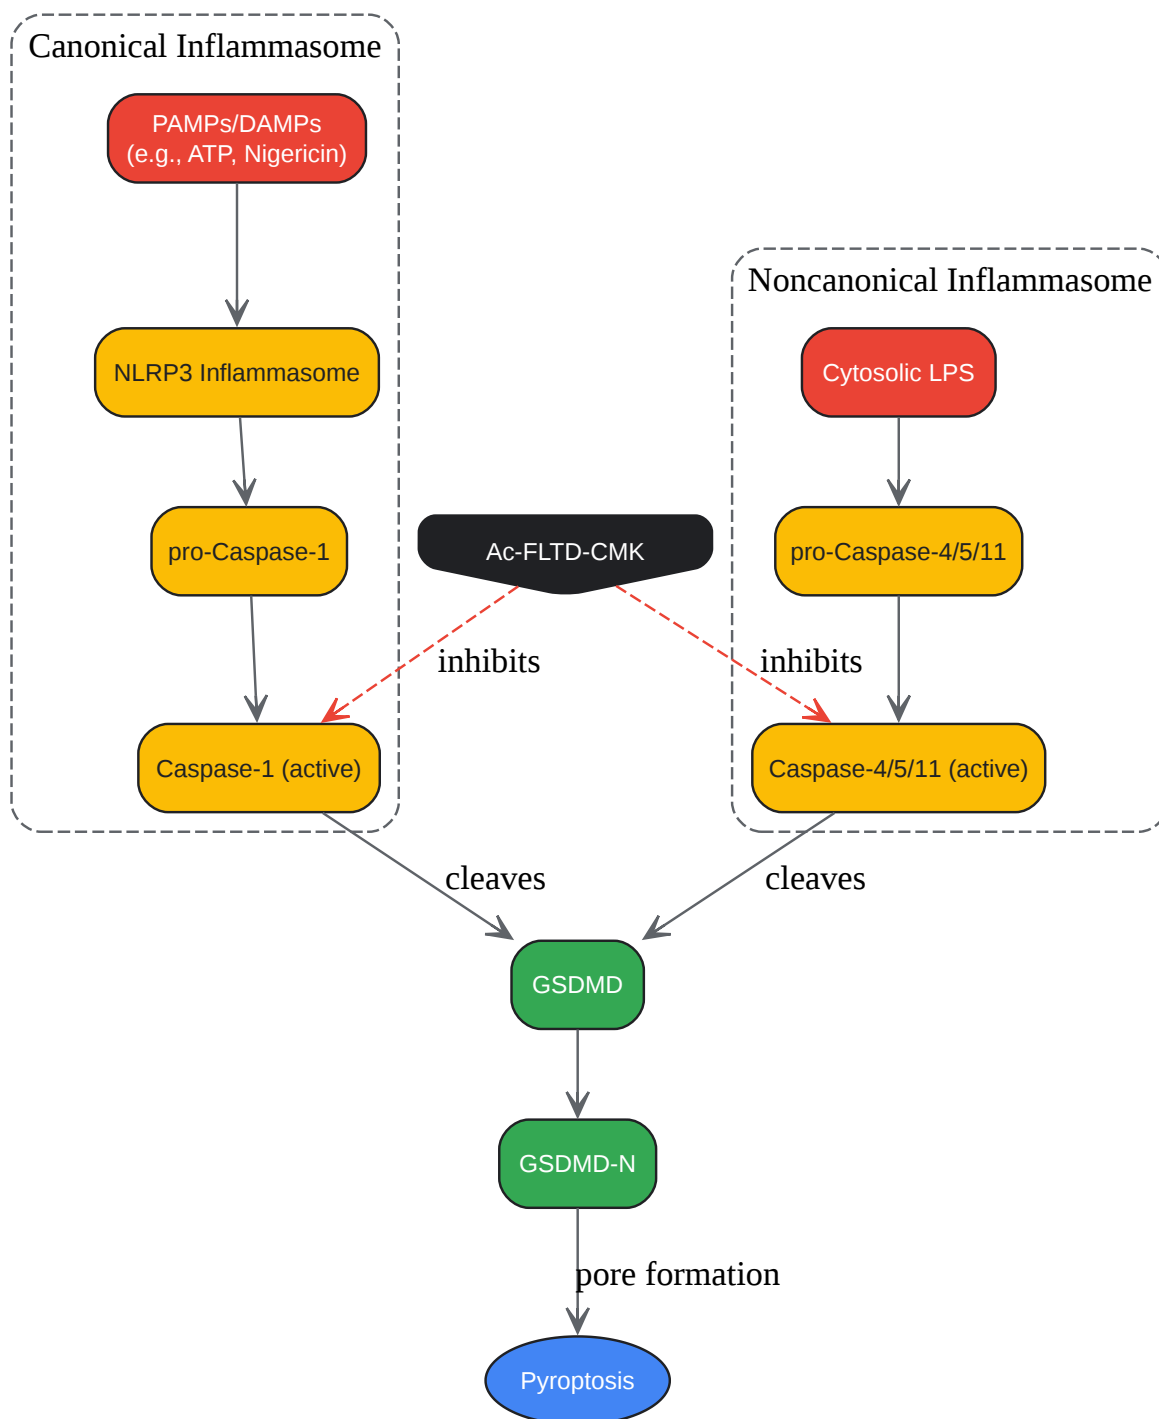 Canonical Inflammasome
PAMPs/DAMPs
(e.g., ATP, Nigericin)
Noncanonical Inflammasome
NLRP3 Inflammasome
Cytosolic LPS
pro-Caspase-1
Ac-FLTD-CMK
pro-Caspase-4/5/11
inhibits
inhibits
Caspase-1 (active)
Caspase-4/5/11 (active)
cleaves
cleaves
GSDMD
GSDMD-N
pore formation
Pyroptosis